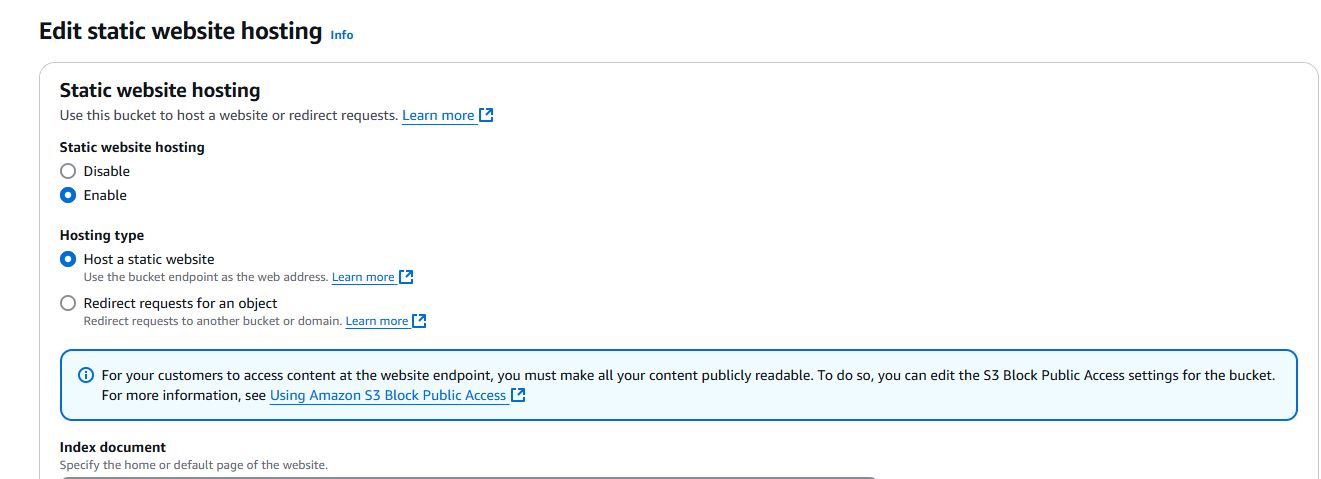 Edit static website hosting Info
Static website hosting
Use this bucket to host a website or redirect requests. Learn more
Static website hosting
Disable
Enable
Hosting type
Host a static website
Use the bucket endpoint as the web address. Learn more
Redirect requests for an object
Redirect requests to another bucket or domain. Learn more
For your customers to access content at the website endpoint, you must make all your content publicly readable. To do so, you can edit the S3 Block Public Access settings for the bucket.
For more information, see Using Amazon S3 Block Public Access
Index document
Specify the home or default page of the website.